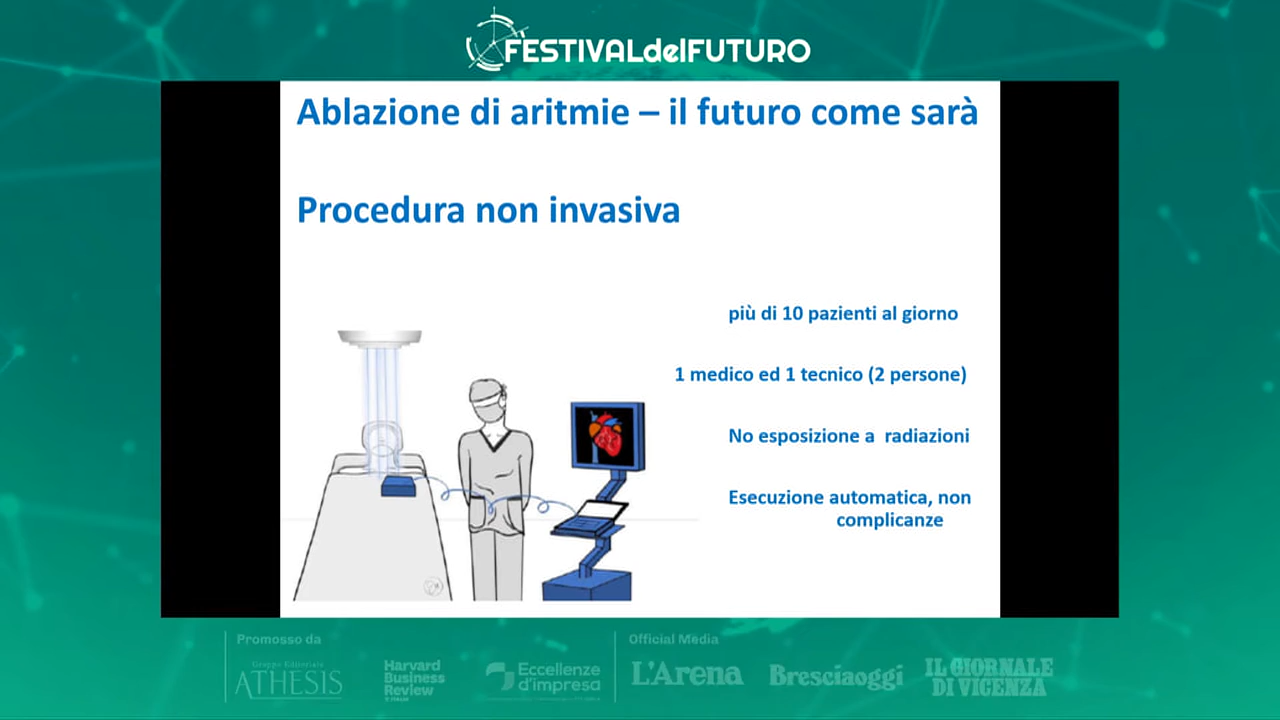 FESTIVALdelFUTURO
Ablazione di aritmie – il futuro come sarà
Procedura non invasiva
più di 10 pazienti al giorno
1 medico ed 1 tecnico (2 persone)
No esposizione a radiazioni
Esecuzione automatica, non
complicanze
Promosso da
Official Media
Gruppo Editoriale
ATHESIS
Harvard
Business
Review
Eccellenze
d'impresa
L'Arena
Bresciaoggi
IL GIORNALE
DI VICENZA